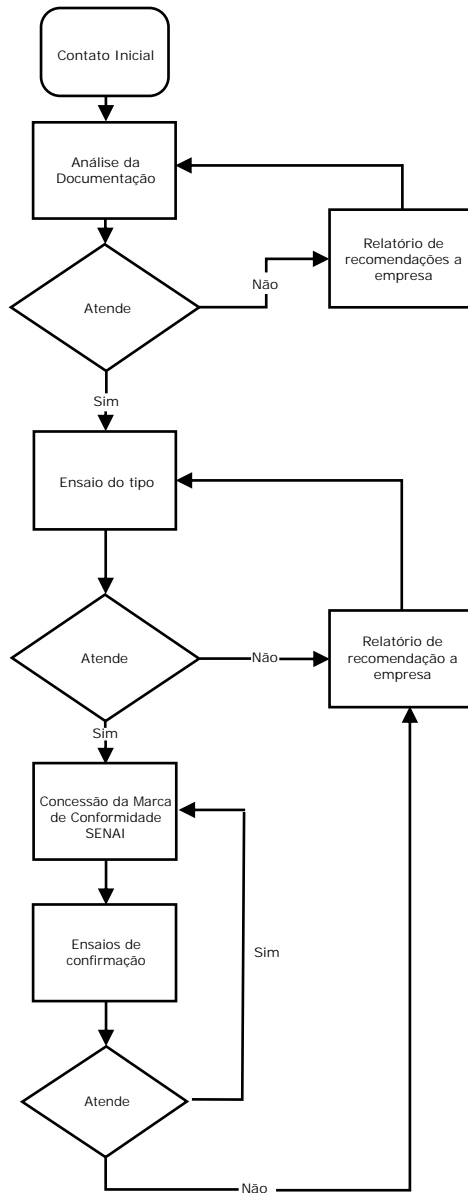 Contato Inicial
Análise da
Documentação
Relatório de
recomendações a
empresa
Não
Atende
Sim
Ensaio do tipo
Relatório de
recomendação a
empresa
Atende
Não
Sim
Concessão da Marca
de Conformidade
SENAI
Ensaios de
confirmação
Sim
Atende
Não